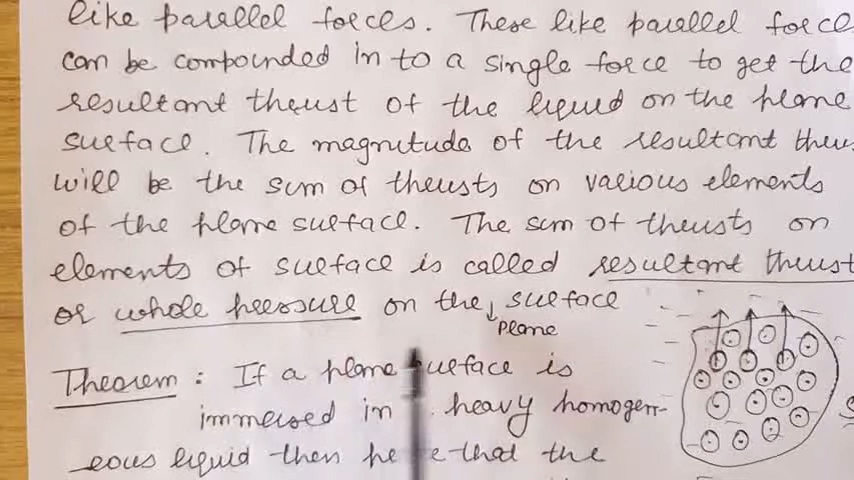 like parallel forces. These like parallel force
can be compounded in to a single force to get the
resultant thrust of the liquid on the plane
surface. The magnitude of the resultant thru
will be the sum of thrusts on various elements
of the plane surface. The sum of thrusts on
elements of surface is called resultant thrust
or whole pressure on the surface
Plane
Theorem : If a plane surface is
immersed in heavy homogen-
eous liquid then that the